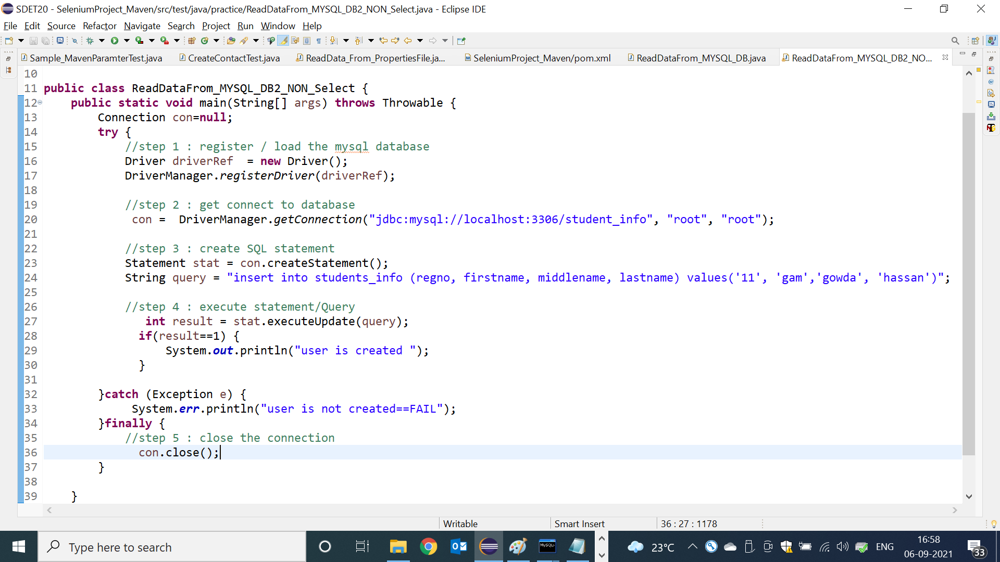 SDET20 - SeleniumProject_Maven/src/test/java/practice/ReadDataFrom_MYSQL_DB2_NON_Select.java - Eclipse IDE
File Edit Source Refactor Navigate Search Project Run Window Help
Sample_MavenParamterTest.java CreateContactTest.java ReadData_From_PropertiesFile.ja... SeleniumProject_Maven/pom.xml ReadDataFrom_MYSQL_DB.java ReadDataFrom_MYSQL_DB2_NO...
10
11 public class ReadDataFrom_MYSQL_DB2_NON_Select {
12 public static void main(String[] args) throws Throwable {
13 Connection con=null;
14 try {
15 //step 1 : register / load the mysql database
16 Driver driverRef  = new Driver();
17 DriverManager.registerDriver(driverRef);
18
19 //step 2 : get connect to database
20 con =  DriverManager.getConnection("jdbc:mysql://localhost:3306/student_info", "root", "root");
21
22 //step 3 : create SQL statement
23 Statement stat = con.createStatement();
24 String query = "insert into students_info (regno, firstname, middlename, lastname) values('11', 'gam','gowda', 'hassan')";
25
26 //step 4 : execute statement/Query
27 int result = stat.executeUpdate(query);
28 if(result==1) {
29 System.out.println("user is created ");
30 }
31
32 }catch (Exception e) {
33 System.err.println("user is not created==FAIL");
34 }finally {
35 //step 5 : close the connection
36 con.close();
37 }
38
39 }
Writable Smart Insert 36 : 27 : 1178
Type here to search
MySQL
23°C ENG
16:58
06-09-2021
33